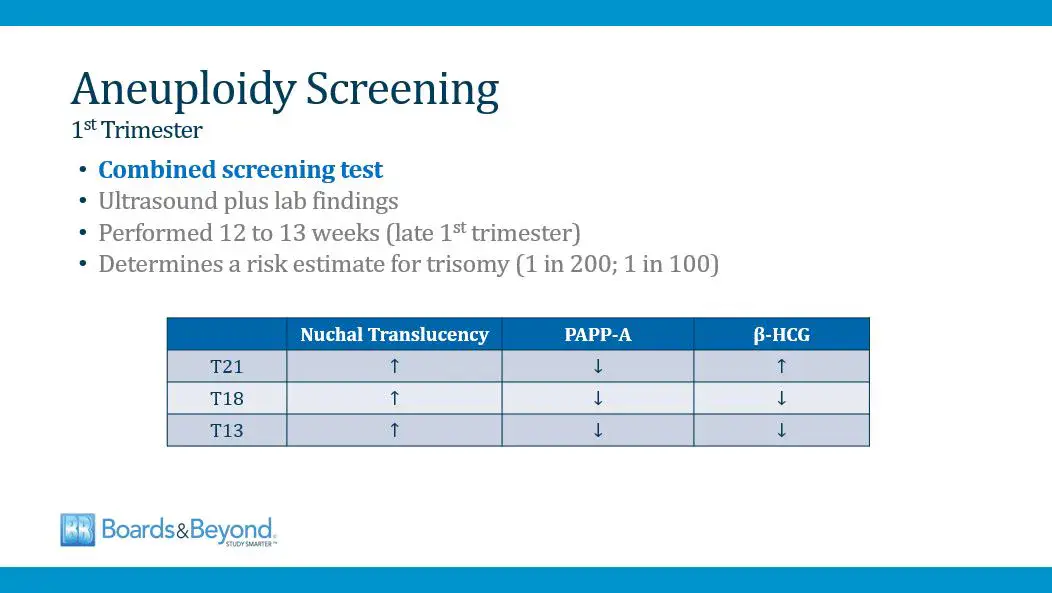 Aneuploidy Screening
1st Trimester
• Combined screening test
• Ultrasound plus lab findings
• Performed 12 to 13 weeks (late 1st trimester)
• Determines a risk estimate for trisomy (1 in 200; 1 in 100)
Nuchal Translucency PAPP-A β-HCG
T21 ↑ ↓ ↑
T18 ↑ ↓ ↓
T13 ↑ ↓ ↓
BB Boards&Beyond®
STUDY SMARTER™